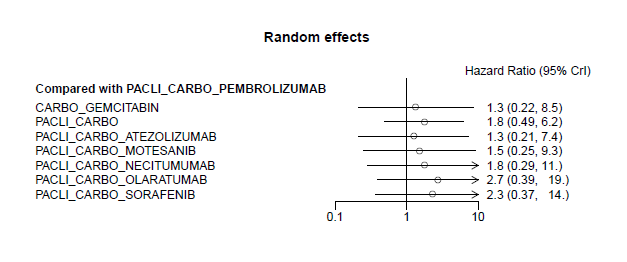 Random effects
Hazard Ratio (95% CrI)
Compared with PACLI_CARBO_PEMBROLIZUMAB
CARBO_GEMCITABIN 1.3 (0.22, 8.5)
PACLI_CARBO 1.8 (0.49, 6.2)
PACLI_CARBO_ATEZOLIZUMAB 1.3 (0.21, 7.4)
PACLI_CARBO_MOTESANIB 1.5 (0.25, 9.3)
PACLI_CARBO_NECITUMUMAB 1.8 (0.29, 11.)
PACLI_CARBO_OLARATUMAB 2.7 (0.39, 19.)
PACLI_CARBO_SORAFENIB 2.3 (0.37, 14.)
0.1 1 10